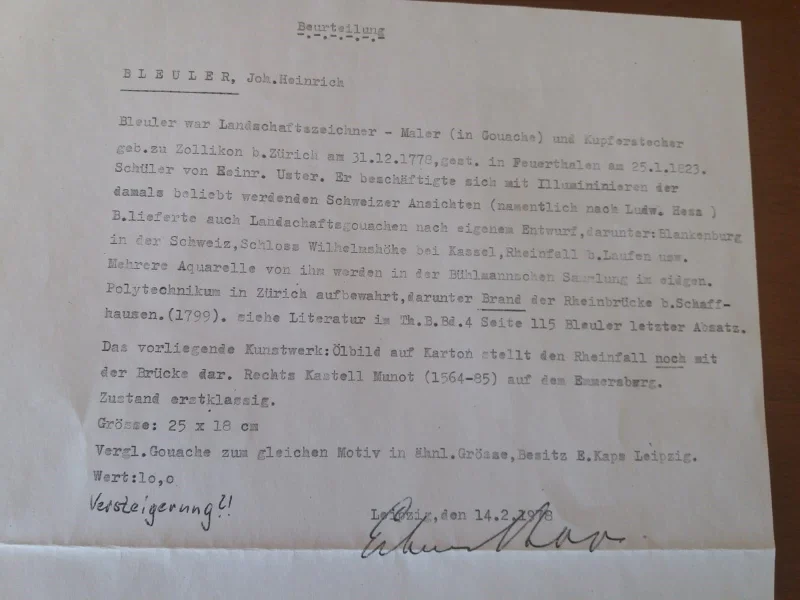 Beurteilung
BLEULER, Joh.Heinrich
Bleuler war Landschaftszeichner - Maler (in Gouache) und Kupferstecher
geb.zu Zollikon b.Zürich am 31.12.1778,gest. in Feuerthalen am 25.1.1823.
Schüler von Heinr. Uster. Er beschäftigte sich mit Illumininieren der
damals beliebt werdenden Schweizer Ansichten (namentlich nach Ludw. Hess )
B.lieferte auch Landachaftsgouachen nach eigenem Entwurf,darunter:Blankenburg
in der Schweiz,Schloss Wilhelmshöhe bei Kassel,Rheinfall b.Laufen usw.
Mehrere Aquarelle von ihm werden in der Bühlmannschen Sammlung im eidgen.
Polytechnikum in Zürich aufbewahrt,darunter Brand der Rheinbrücke b.Schaff-
hausen.(1799). siehe Literatur im Th.B.Bd.4 Seite 115 Bleuler letzter Absatz.
Das vorliegende Kunstwerk:Ölbild auf Karton stellt den Rheinfall noch mit
der Brücke dar. Rechts Kastell Munot (1564-85) auf dem Emmersberg.
Zustand erstklassig.
Grösse: 25 x 18 cm
Vergl.Gouache zum gleichen Motiv in ähnl.Grösse,Besitz E.Kaps Leipzig.
Wert:lo,o
Versteigerung!!
Leipzig,den 14.2.1978